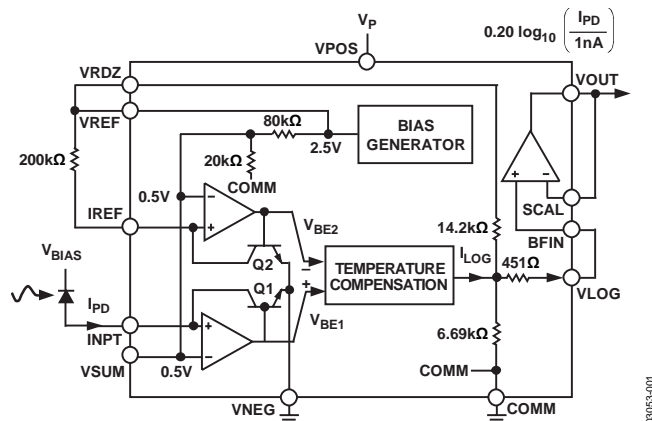 V_P
0.20 log₁₀ (I_PD / 1nA)
VPOS
VRDZ
VOUT
VREF
80kΩ
BIAS
GENERATOR
2.5V
200kΩ
20kΩ
COMM
0.5V
+ −
−
SCAL
IREF
+
V_BE2
14.2kΩ
BFIN
V_BIAS
Q2
−
TEMPERATURE
COMPENSATION
I_LOG
451Ω
Q1
+
I_PD
V_BE1
VLOG
INPT
+
6.69kΩ
VSUM
0.5V
−
COMM
VNEG
COMM
03053-001